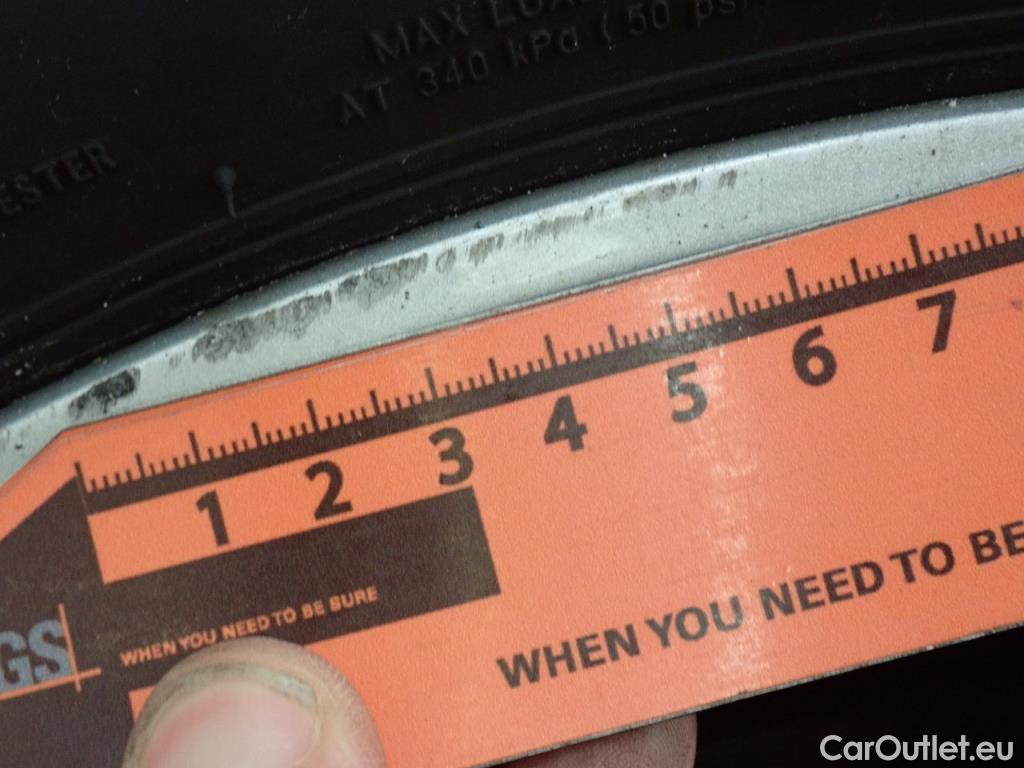 MAX
AT 340 kPa (50 psi
ESTER
1 2 3 4 5 6 7
GS
WHEN YOU NEED TO BE SURE
WHEN YOU NEED TO BE
CarOutlet.eu